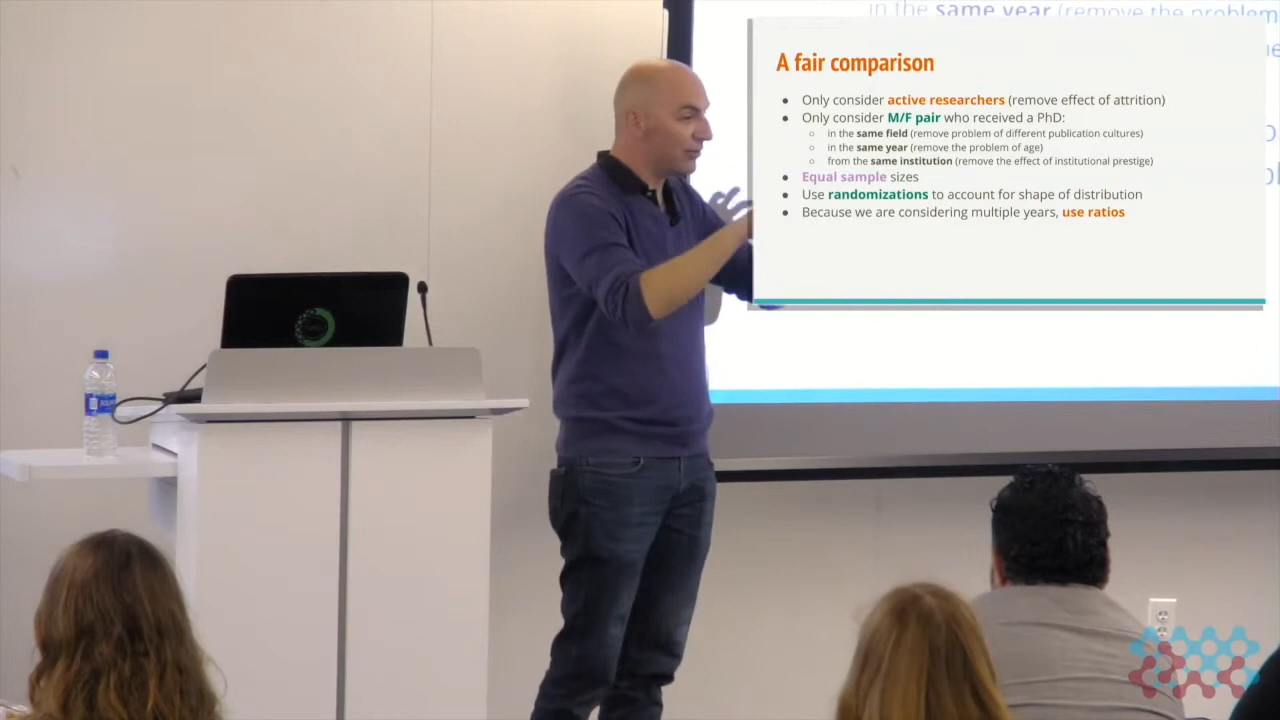 in the same year (remove the problem
A fair comparison
• Only consider active researchers (remove effect of attrition)
• Only consider M/F pair who received a PhD:
○ in the same field (remove problem of different publication cultures)
○ in the same year (remove the problem of age)
○ from the same institution (remove the effect of institutional prestige)
• Equal sample sizes
• Use randomizations to account for shape of distribution
• Because we are considering multiple years, use ratios